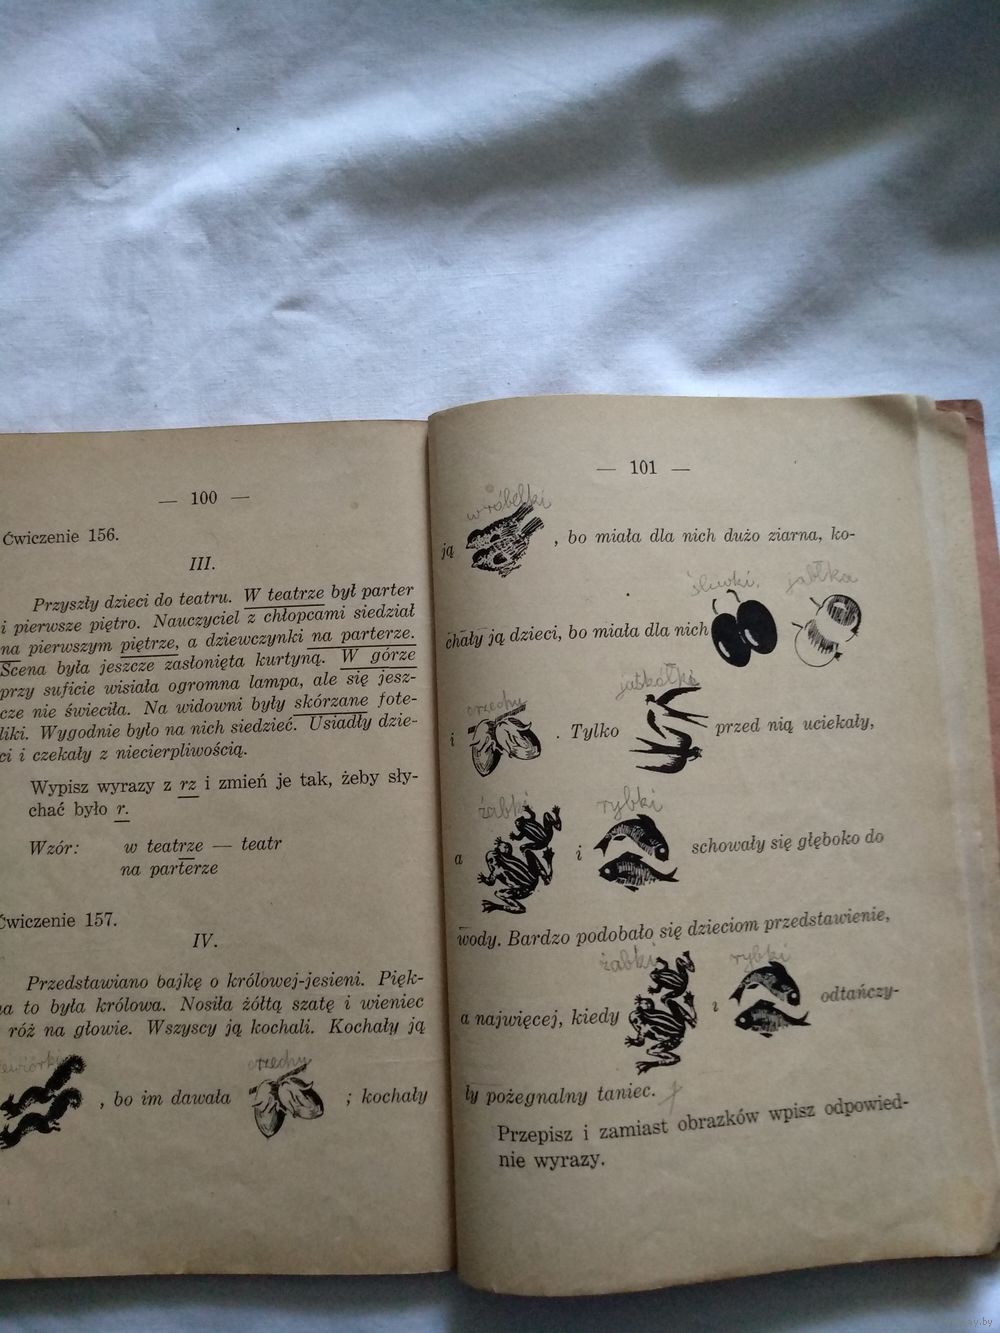 — 100 —
Ćwiczenie 156.
III.
Przyszły dzieci do teatru. W teatrze był parter
i pierwsze piętro. Nauczyciel z chłopcami siedział
na pierwszym piętrze, a dziewczynki na parterze.
Scena była jeszcze zasłonięta kurtyną. W górze
przy suficie wisiała ogromna lampa, ale się jesz-
cze nie świeciła. Na widowni były skórzane fote-
liki. Wygodnie było na nich siedzieć. Usiadły dzie-
ci i czekały z niecierpliwością.
Wypisz wyrazy z rz i zmień je tak, żeby sły-
chać było r.
Wzór: w teatrze — teatr
na parterze
Ćwiczenie 157.
IV.
Przedstawiano bajkę o królowej-jesieni. Pięk-
na to była królowa. Nosiła żółtą szatę i wieniec
róż na głowie. Wszyscy ją kochali. Kochały ją
ewiórki orzechy
, bo im dawała ; kochały
— 101 —
wróbelki
ją , bo miała dla nich dużo ziarna, ko-
śliwki, jabłka
chały ją dzieci, bo miała dla nich
orzechy jaskółki
i . Tylko przed nią uciekały,
żabki rybki
a i schowały się głęboko do
wody. Bardzo podobało się dzieciom przedstawienie,
żabki rybki
a najwięcej, kiedy i odtańczy-
ły pożegnalny taniec.
Przepisz i zamiast obrazków wpisz odpowied-
nie wyrazy.